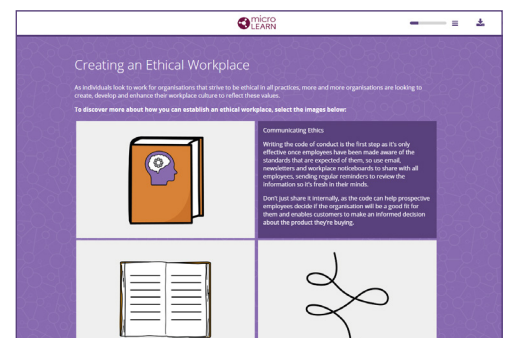 micro
LEARN
Creating an Ethical Workplace
As individuals look to work for organisations that strive to be ethical in all practices, more and more organisations are looking to
create, develop and enhance their workplace culture to reflect these values.
To discover more about how you can establish an ethical workplace, select the images below:
Communicating Ethics
Writing the code of conduct is the first step as it's only
effective once employees have been made aware of the
standards that are expected of them, so use email,
newsletters and workplace noticeboards to share with all
employees, sending regular reminders to review the
information so it's fresh in their minds.
Don't just share it internally, as the code can help prospective
employees decide if the organisation will be a good fit for
them and enables customers to make an informed decision
about the product they're buying.